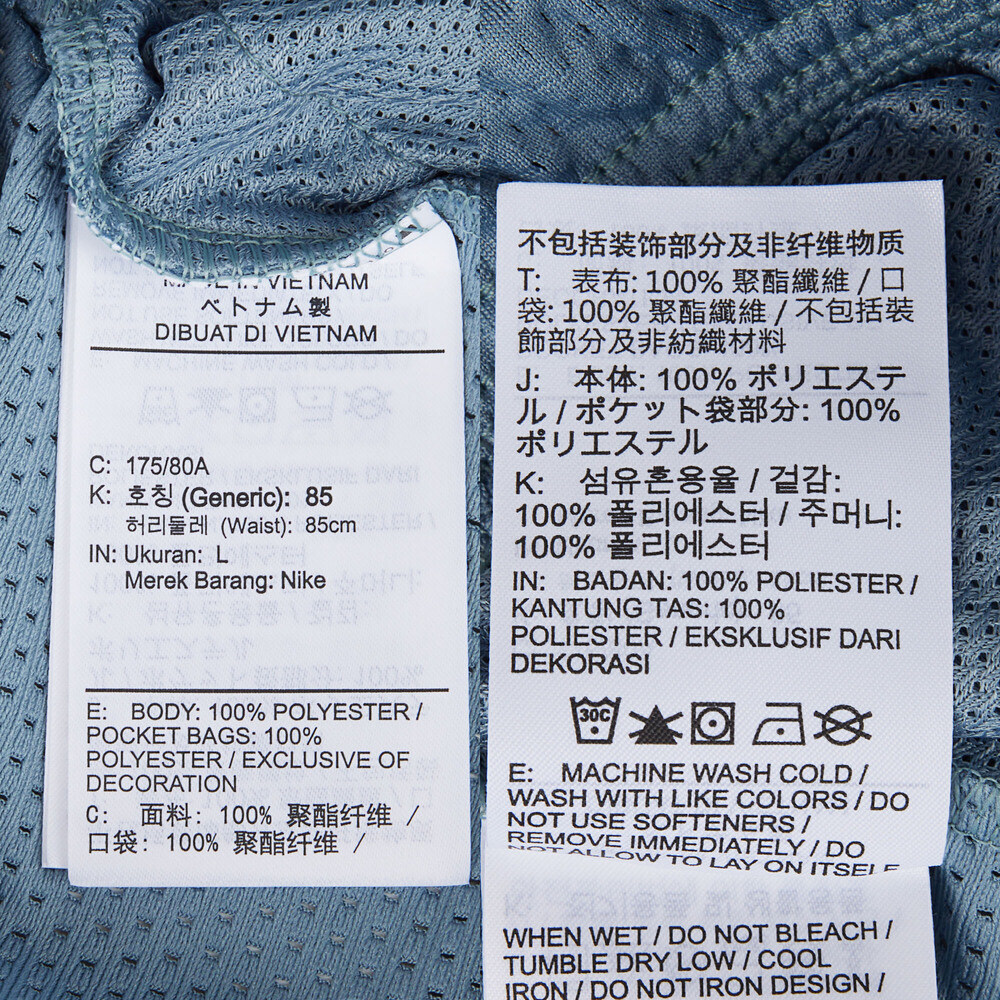 MADE IN VIETNAM
ベトナム製
DIBUAT DI VIETNAM
C: 175/80A
K: 호칭 (Generic): 85
허리둘레 (Waist): 85cm
IN: Ukuran: L
Merek Barang: Nike
E: BODY: 100% POLYESTER /
POCKET BAGS: 100%
POLYESTER / EXCLUSIVE OF
DECORATION
C: 面料: 100% 聚酯纤维 /
口袋: 100% 聚酯纤维 /
不包括装饰部分及非纤维物质
T: 表布: 100% 聚酯纖維 / 口
袋: 100% 聚酯纖維 / 不包括裝
飾部分及非紡織材料
J: 本体: 100% ポリエステ
ル / ポケット袋部分: 100%
ポリエステル
K: 섬유혼용율 / 겉감:
100% 폴리에스터 / 주머니:
100% 폴리에스터
IN: BADAN: 100% POLIESTER /
KANTUNG TAS: 100%
POLIESTER / EKSKLUSIF DARI
DEKORASI
30C
E: MACHINE WASH COLD /
WASH WITH LIKE COLORS / DO
NOT USE SOFTENERS /
REMOVE IMMEDIATELY / DO
NOT ALLOW TO LAY ON ITSELF
WHEN WET / DO NOT BLEACH /
TUMBLE DRY LOW / COOL
IRON / DO NOT IRON DESIGN /